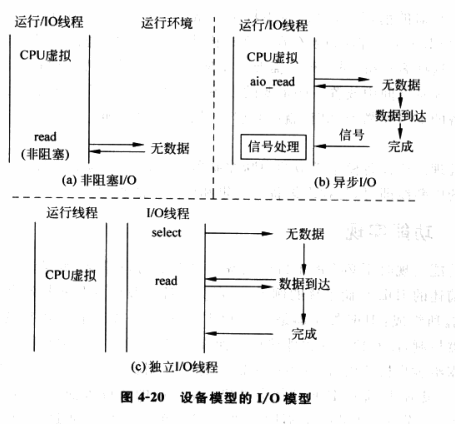 运行/IO线程
运行环境
CPU虚拟
read
(非阻塞)
无数据
(a) 非阻塞I/O
运行/IO线程
CPU虚拟
aio_read
无数据
数据到达
信号
信号处理
完成
(b) 异步I/O
运行线程
I/O线程
select
无数据
CPU虚拟
read
数据到达
完成
(c) 独立I/O线程
图 4-20 设备模型的 I/O 模型